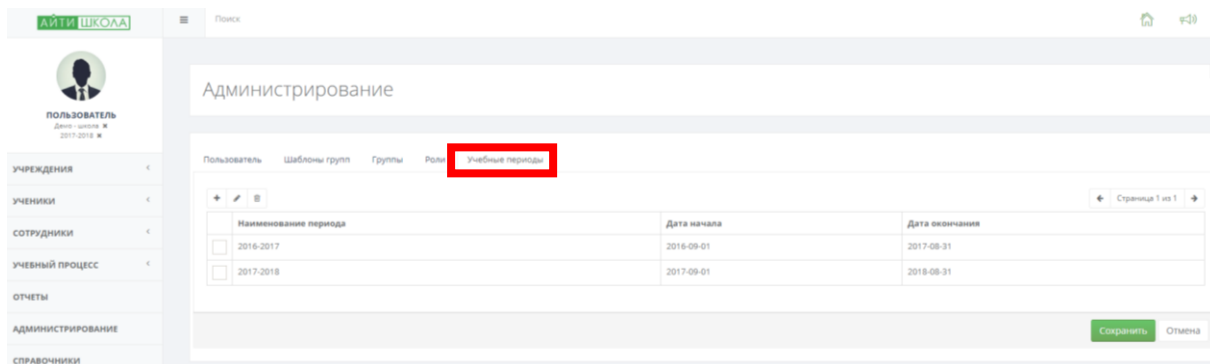 АЙТИ ШКОЛА
Поиск
ПОЛЬЗОВАТЕЛЬ
Демо - школа ✖
2017-2018 ✖
УЧРЕЖДЕНИЯ
УЧЕНИКИ
СОТРУДНИКИ
УЧЕБНЫЙ ПРОЦЕСС
ОТЧЕТЫ
АДМИНИСТРИРОВАНИЕ
СПРАВОЧНИКИ
Администрирование
Пользователь Шаблоны групп Группы Роли Учебные периоды
Страница 1 из 1
Наименование периода Дата начала Дата окончания
2016-2017 2016-09-01 2017-08-31
2017-2018 2017-09-01 2018-08-31
Сохранить Отмена